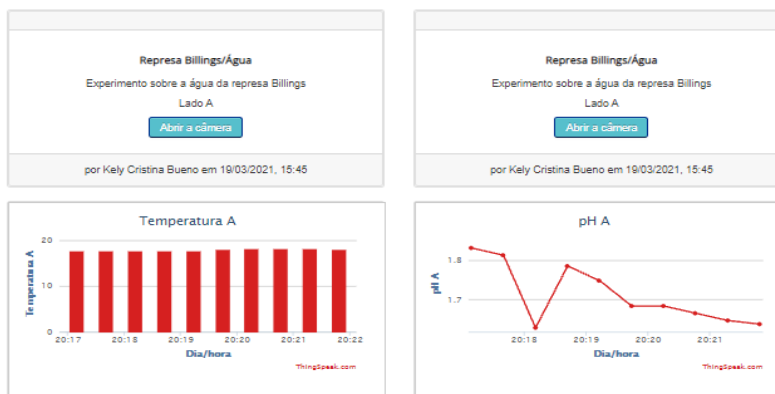 Represa Billings/Água
Experimento sobre a água da represa Billings
Lado A
Abrir a câmera
por Kely Cristina Bueno em 19/03/2021, 15:45
Represa Billings/Água
Experimento sobre a água da represa Billings
Lado A
Abrir a câmera
por Kely Cristina Bueno em 19/03/2021, 15:45
Temperatura A
Temperatura A
20
10
0
20:17 20:18 20:19 20:20 20:21 20:22
Dia/hora
ThingSpeak.com
pH A
pH A
1.8
1.7
20:18 20:19 20:20 20:21
Dia/hora
ThingSpeak.com